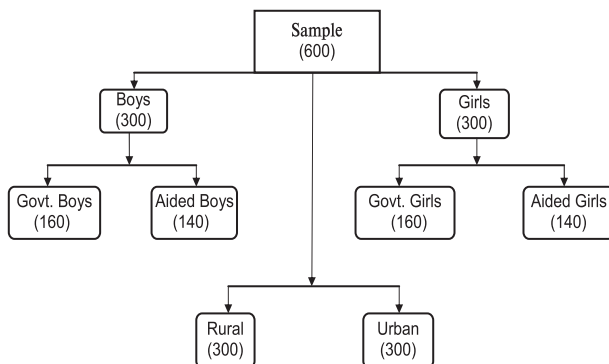 Sample
(600)
Boys
(300)
Girls
(300)
Govt. Boys
(160)
Aided Boys
(140)
Govt. Girls
(160)
Aided Girls
(140)
Rural
(300)
Urban
(300)